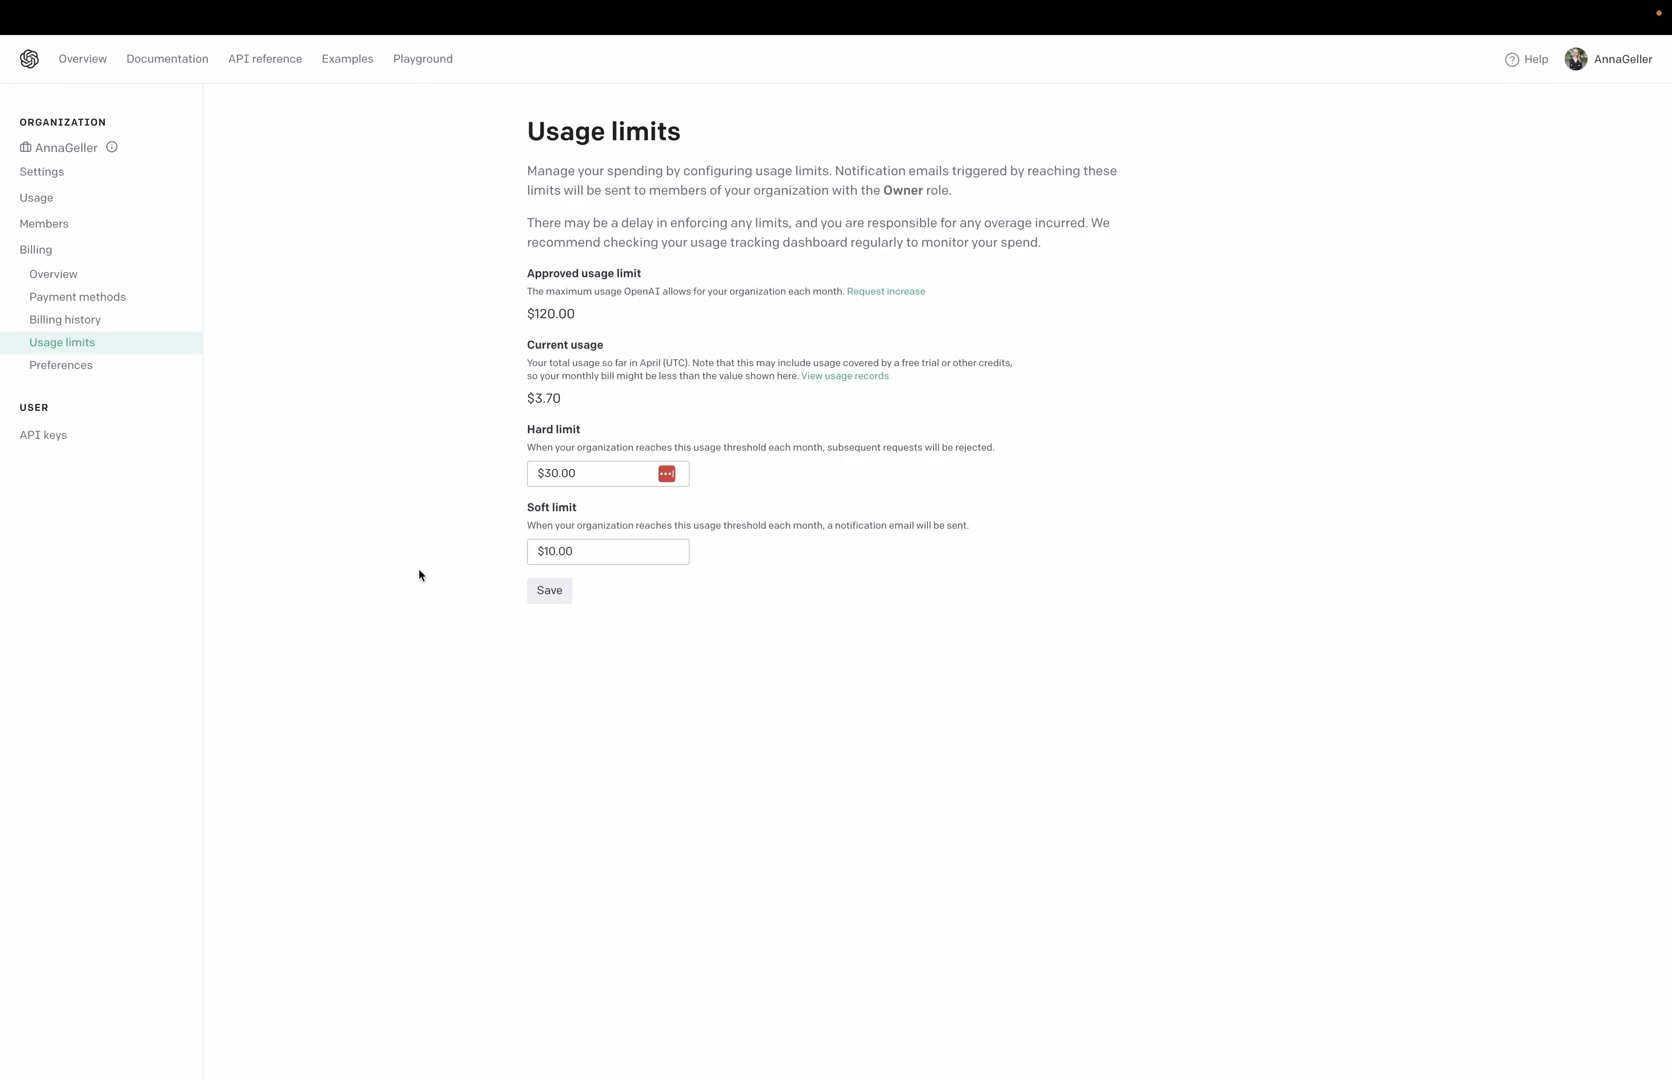 Overview Documentation API reference Examples Playground Help AnnaGeller
ORGANIZATION
AnnaGeller
Settings
Usage
Members
Billing
Overview
Payment methods
Billing history
Usage limits
Preferences
USER
API keys
Usage limits
Manage your spending by configuring usage limits. Notification emails triggered by reaching these
limits will be sent to members of your organization with the Owner role.
There may be a delay in enforcing any limits, and you are responsible for any overage incurred. We
recommend checking your usage tracking dashboard regularly to monitor your spend.
Approved usage limit
The maximum usage OpenAI allows for your organization each month. Request increase
$120.00
Current usage
Your total usage so far in April (UTC). Note that this may include usage covered by a free trial or other credits,
so your monthly bill might be less than the value shown here. View usage records
$3.70
Hard limit
When your organization reaches this usage threshold each month, subsequent requests will be rejected.
$30.00
Soft limit
When your organization reaches this usage threshold each month, a notification email will be sent.
$10.00
Save